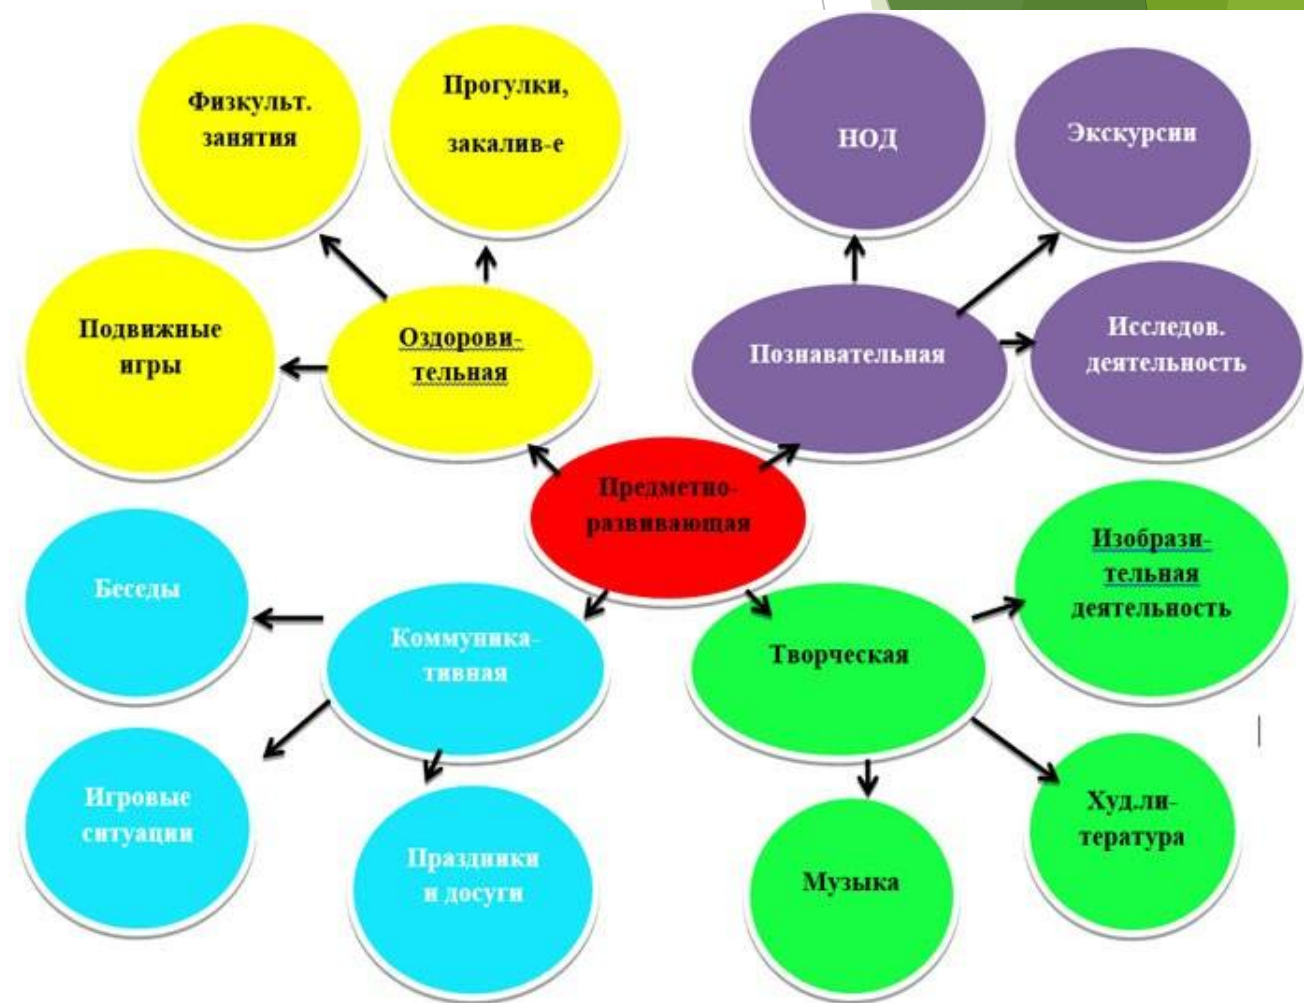 Физкульт.
занятия
Прогулки,
закалив-е
НОД
Экскурсии
Подвижные
игры
Оздорови-
тельная
Познавательная
Исследов.
деятельность
Предметно-
развивающая
Беседы
Коммуника-
тивная
Творческая
Изобрази-
тельная
деятельность
Игровые
ситуации
Праздники
и досуги
Музыка
Худ.ли-
тература